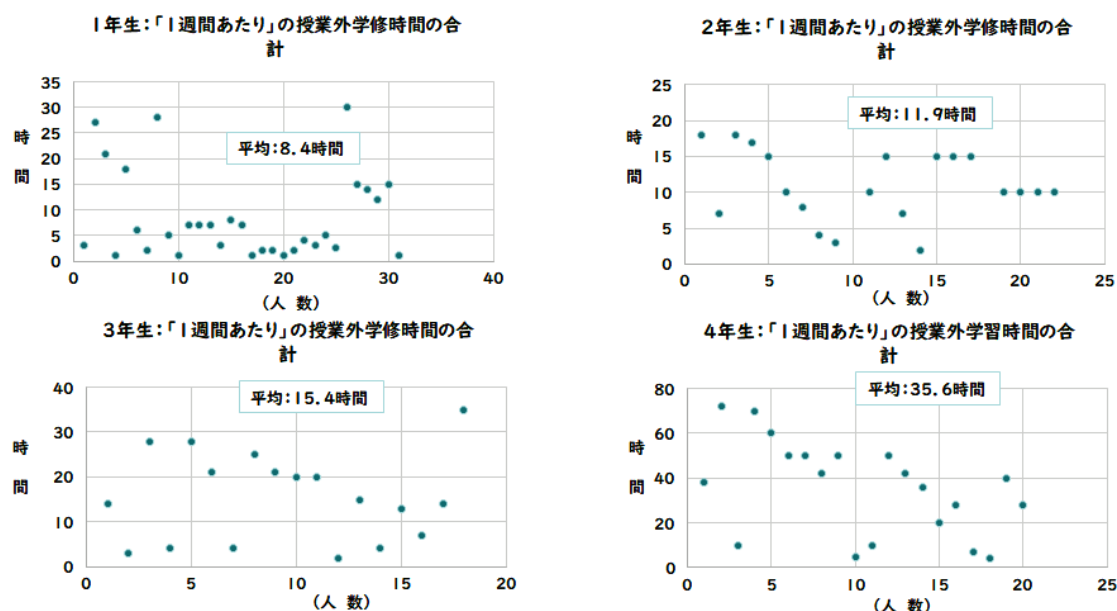 1年生:「1週間あたり」の授業外学修時間の合
計
35
30
25
20
15
10
5
0
時
間
平均:8.4時間
0 10 20 30 40
(人 数)
2年生:「1週間あたり」の授業外学修時間の合
計
25
20
15
10
5
0
時
間
平均:11.9時間
0 5 10 15 20 25
(人 数)
3年生:「1週間あたり」の授業外学修時間の合
計
40
30
20
10
0
時
間
平均:15.4時間
0 5 10 15 20
(人 数)
4年生:「1週間あたり」の授業外学習時間の合
計
80
60
40
20
0
時
間
平均:35.6時間
0 5 10 15 20 25
(人 数)